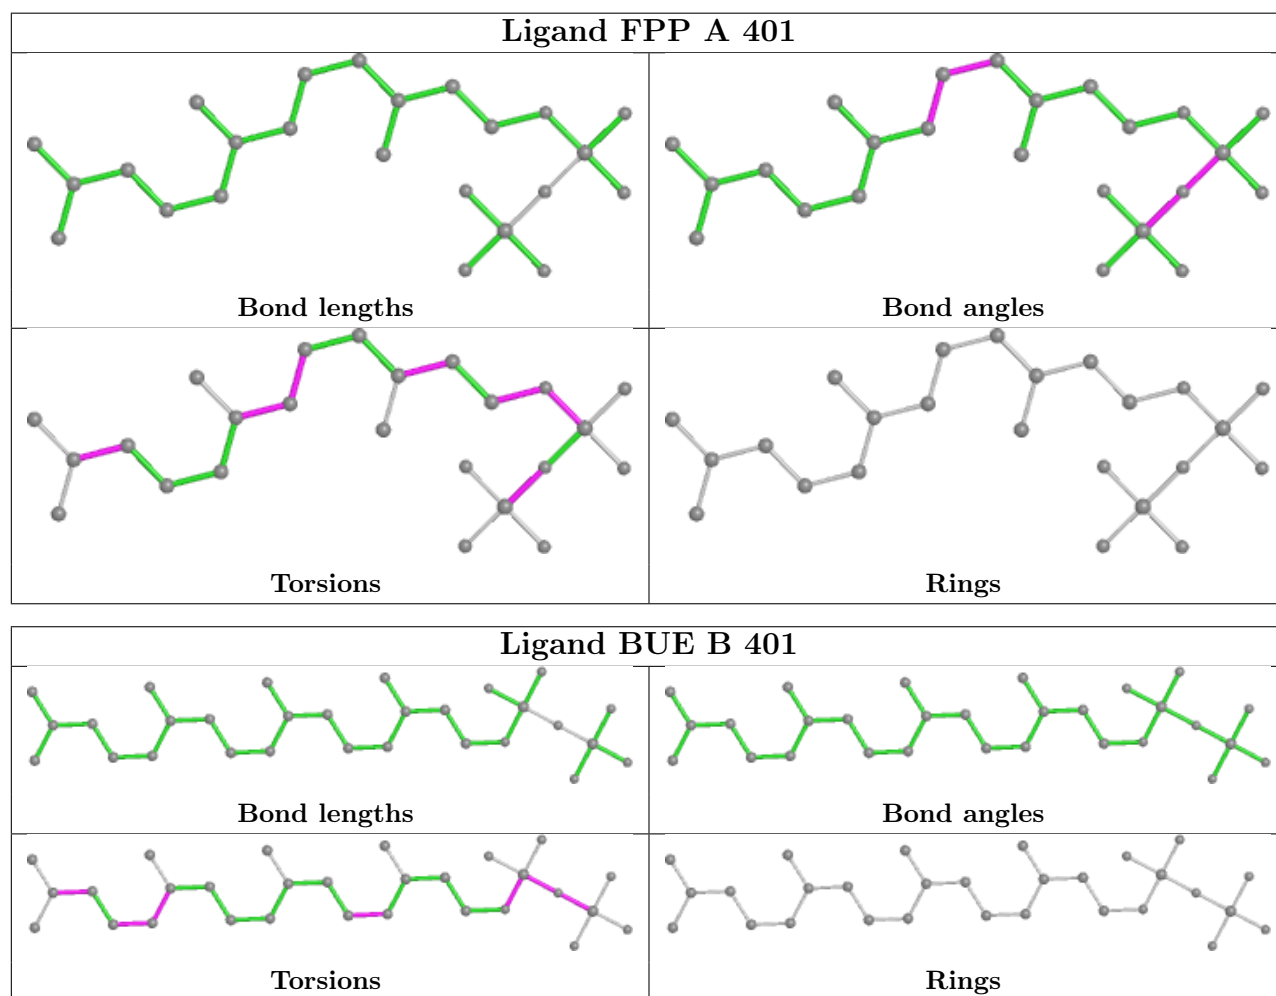 Ligand FPP A 401
Bond lengths
Bond angles
Torsions
Rings
Ligand BUE B 401
Bond lengths
Bond angles
Torsions
Rings